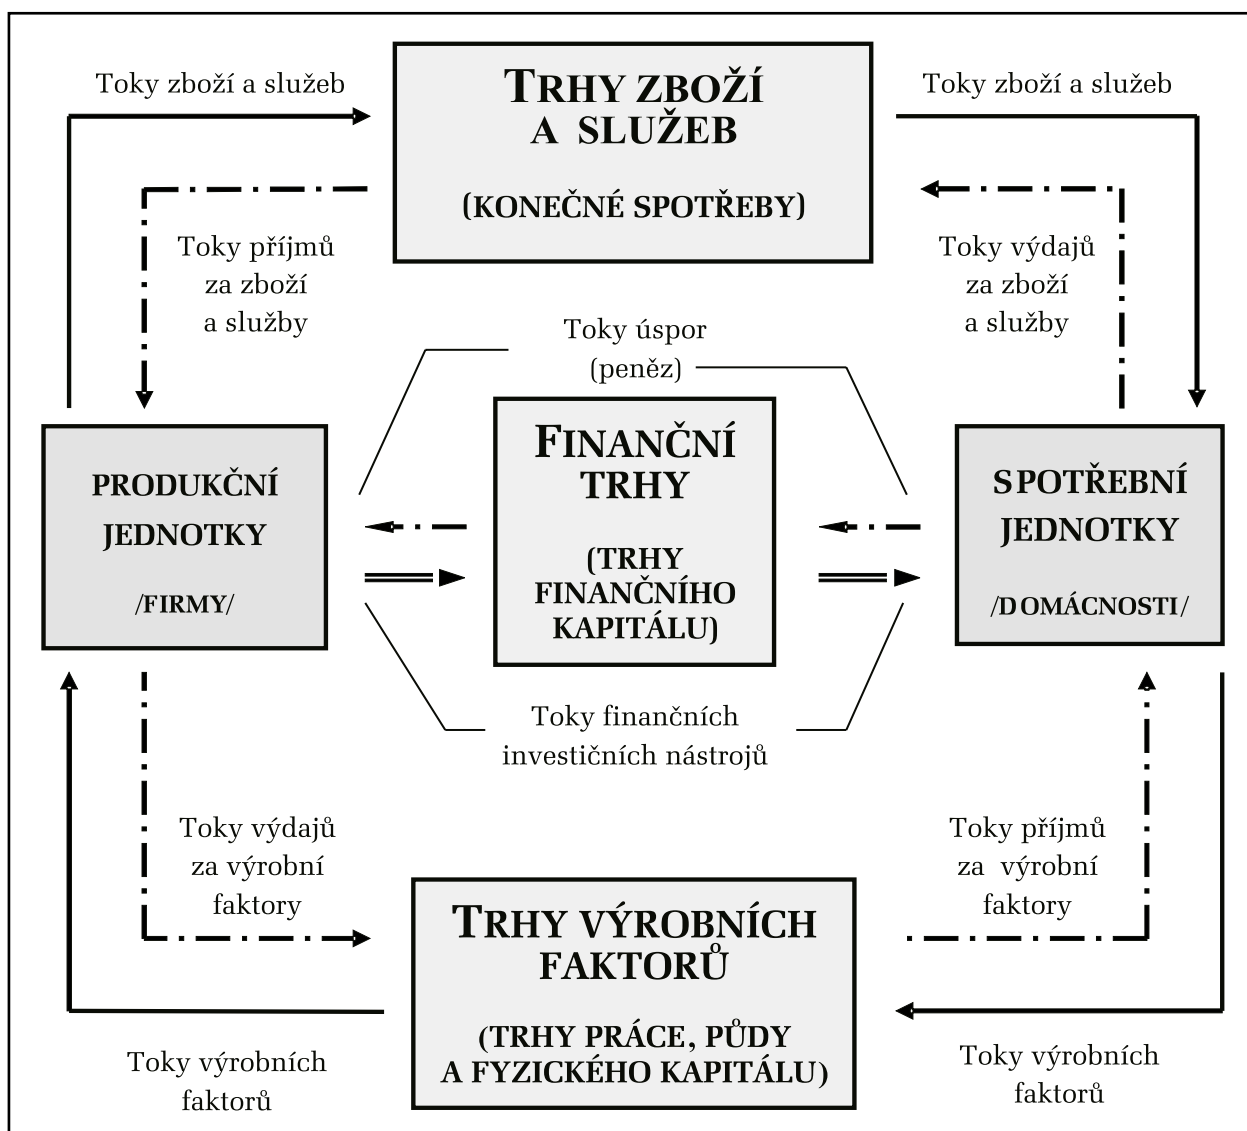 Toky zboží a služeb
TRHY ZBOŽÍ
A SLUŽEB
(KONEČNÉ SPOTŘEBY)
Toky zboží a služeb
Toky příjmů
za zboží
a služby
Toky výdajů
za zboží
a služby
Toky úspor
(peněz)
PRODUKČNÍ
JEDNOTKY
/FIRMY/
FINANČNÍ
TRHY
(TRHY
FINANČNÍHO
KAPITÁLU)
SPOTŘEBNÍ
JEDNOTKY
/DOMÁCNOSTI/
Toky finančních
investičních nástrojů
Toky výdajů
za výrobní
faktory
Toky příjmů
za výrobní
faktory
TRHY VÝROBNÍCH
FAKTORŮ
(TRHY PRÁCE, PŮDY
A FYZICKÉHO KAPITÁLU)
Toky výrobních
faktorů
Toky výrobních
faktorů